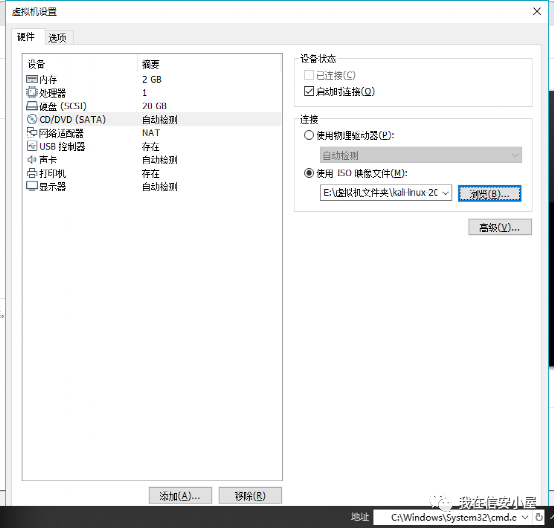 虚拟机设置
硬件 选项
设备 摘要
内存 2 GB
处理器 1
硬盘 (SCSI) 20 GB
CD/DVD (SATA) 自动检测
网络适配器 NAT
USB 控制器 存在
声卡 自动检测
打印机 存在
显示器 自动检测
设备状态
已连接(C)
启动时连接(O)
连接
使用物理驱动器(P):
自动检测
使用 ISO 映像文件(M):
E:\虚拟机文件夹\kali-linux-20
浏览(B)...
高级(V)...
添加(A)... 移除(R)
我在信安小屋
地址 C:\Windows\System32\cmd.e